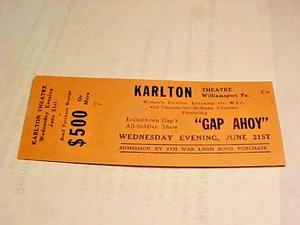 KARLTON THEATRE
Wednesday Evening
June 21st
Bond Purchase Receipt
$500 Or
More
KARLTON THEATRE
Williamsport Pa.
Women's Division Lycoming Co. W.F.C.
and
Directors
Presenting
Indiantown Gap's
All-Soldier Show
"GAP AHOY"
WEDNESDAY EVENING, JUNE 21ST
ADMISSION BY 5TH WAR LOAN BOND PURCHASE